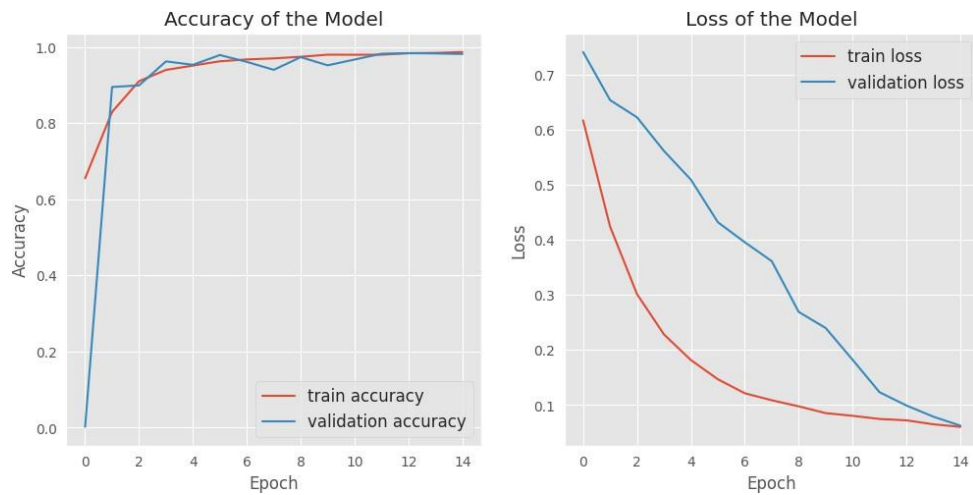 Accuracy of the Model
1.0
0.8
0.6
0.4
0.2
0.0
Accuracy
train accuracy
validation accuracy
0 2 4 6 8 10 12 14
Epoch
Loss of the Model
train loss
validation loss
0.7
0.6
0.5
0.4
0.3
0.2
0.1
Loss
0 2 4 6 8 10 12 14
Epoch